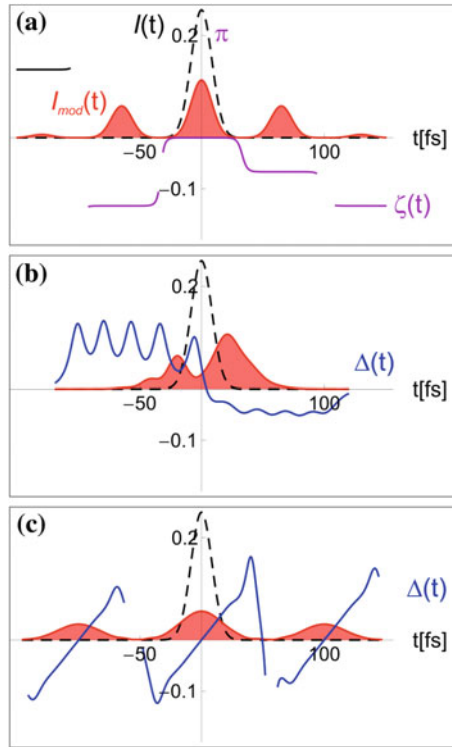 (a) I(t) π
0.2
I_mod(t)
−50 100 t[fs]
−0.1 ζ(t)
(b)
0.2
Δ(t)
−50 100 t[fs]
−0.1
(c)
0.2
Δ(t)
−50 100 t[fs]
−0.1